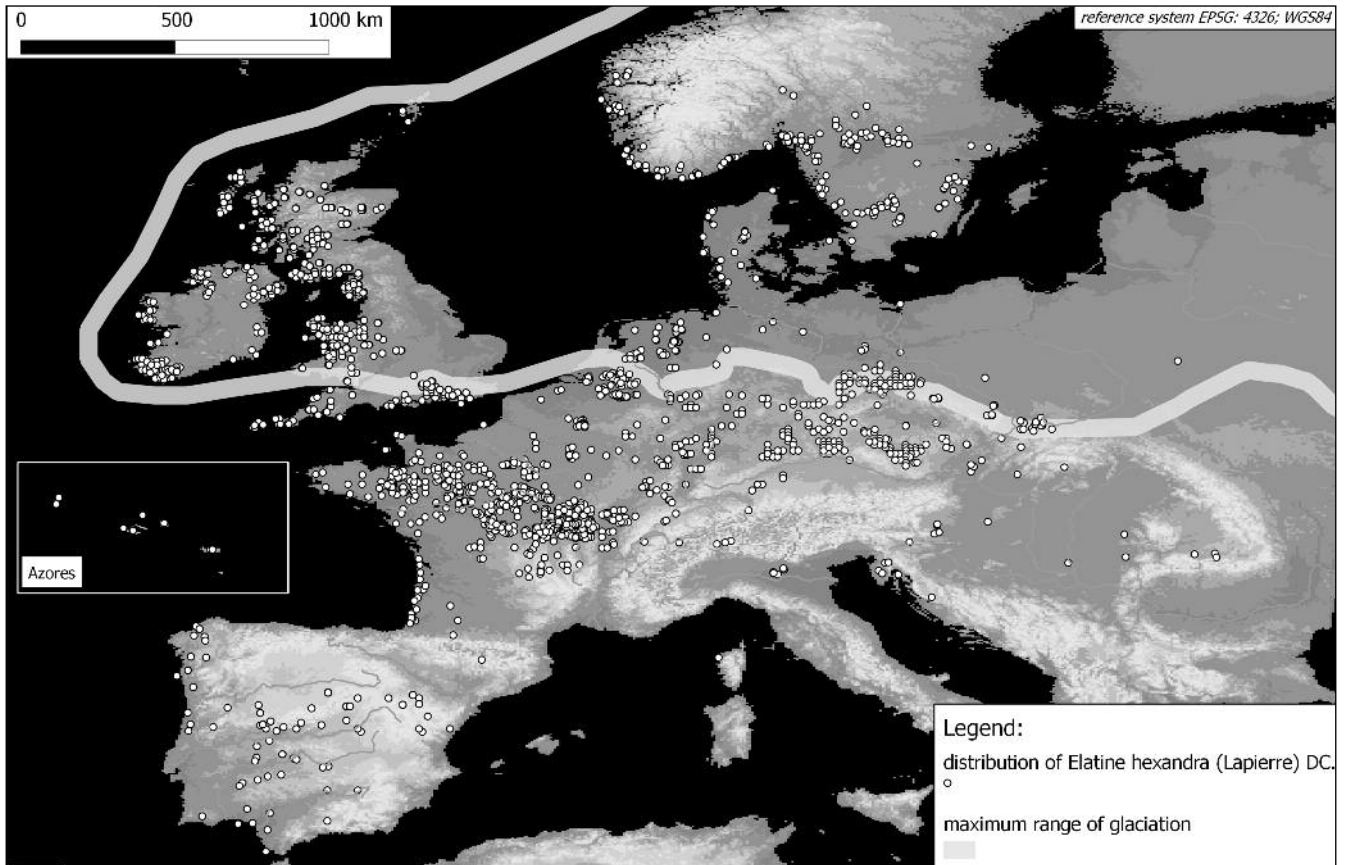 0 500 1000 km
reference system EPSG: 4326; WGS84
Azores
Legend:
distribution of Elatine hexandra (Lapierre) DC.
maximum range of glaciation